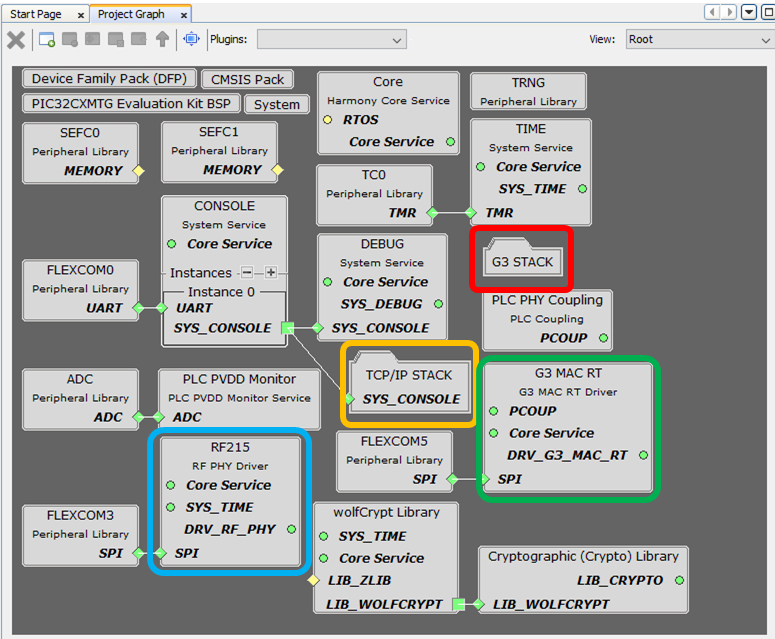 Start Page
Project Graph
Plugins:
View:
Root
Device Family Pack (DFP)
CMSIS Pack
PIC32CXMTG Evaluation Kit BSP
System
Core
Harmony Core Service
RTOS
Core Service
TRNG
Peripheral Library
SEFC0
Peripheral Library
MEMORY
SEFC1
Peripheral Library
MEMORY
TIME
System Service
Core Service
SYS_TIME
TMR
TC0
Peripheral Library
TMR
CONSOLE
System Service
Core Service
Instances
Instance 0
UART
SYS_CONSOLE
DEBUG
System Service
Core Service
SYS_DEBUG
SYS_CONSOLE
G3 STACK
FLEXCOM0
Peripheral Library
UART
PLC PHY Coupling
PLC Coupling
PCOUP
TCP/IP STACK
SYS_CONSOLE
ADC
Peripheral Library
ADC
PLC PVDD Monitor
PLC PVDD Monitor Service
ADC
G3 MAC RT
G3 MAC RT Driver
PCOUP
Core Service
DRV_G3_MAC_RT
SPI
FLEXCOM5
Peripheral Library
SPI
RF215
RF PHY Driver
Core Service
SYS_TIME
DRV_RF_PHY
SPI
FLEXCOM3
Peripheral Library
SPI
wolfCrypt Library
SYS_TIME
Core Service
LIB_ZLIB
LIB_WOLFCRYPT
Cryptographic (Crypto) Library
LIB_CRYPTO
LIB_WOLFCRYPT